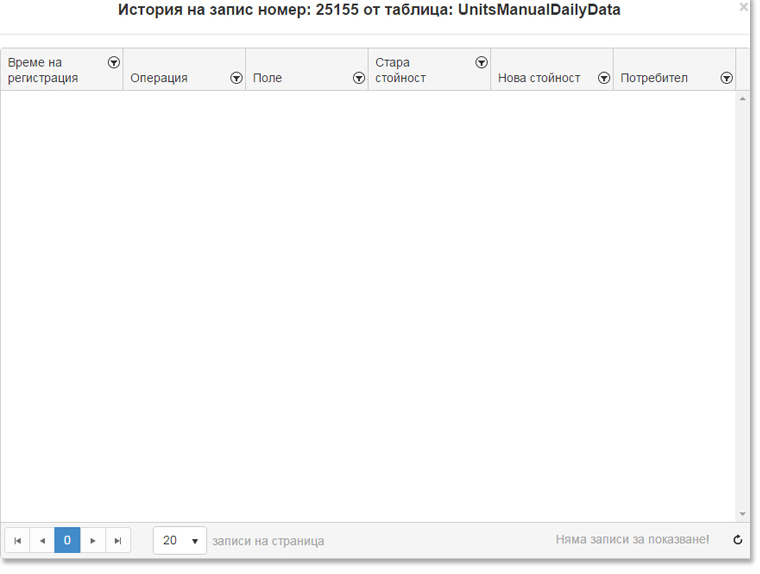 История на запис номер: 25155 от таблица: UnitsManualDailyData
×
Време на
регистрация
Операция
Поле
Стара
стойност
Нова стойност
Потребител
0
20
записи на страница
Няма записи за показване!